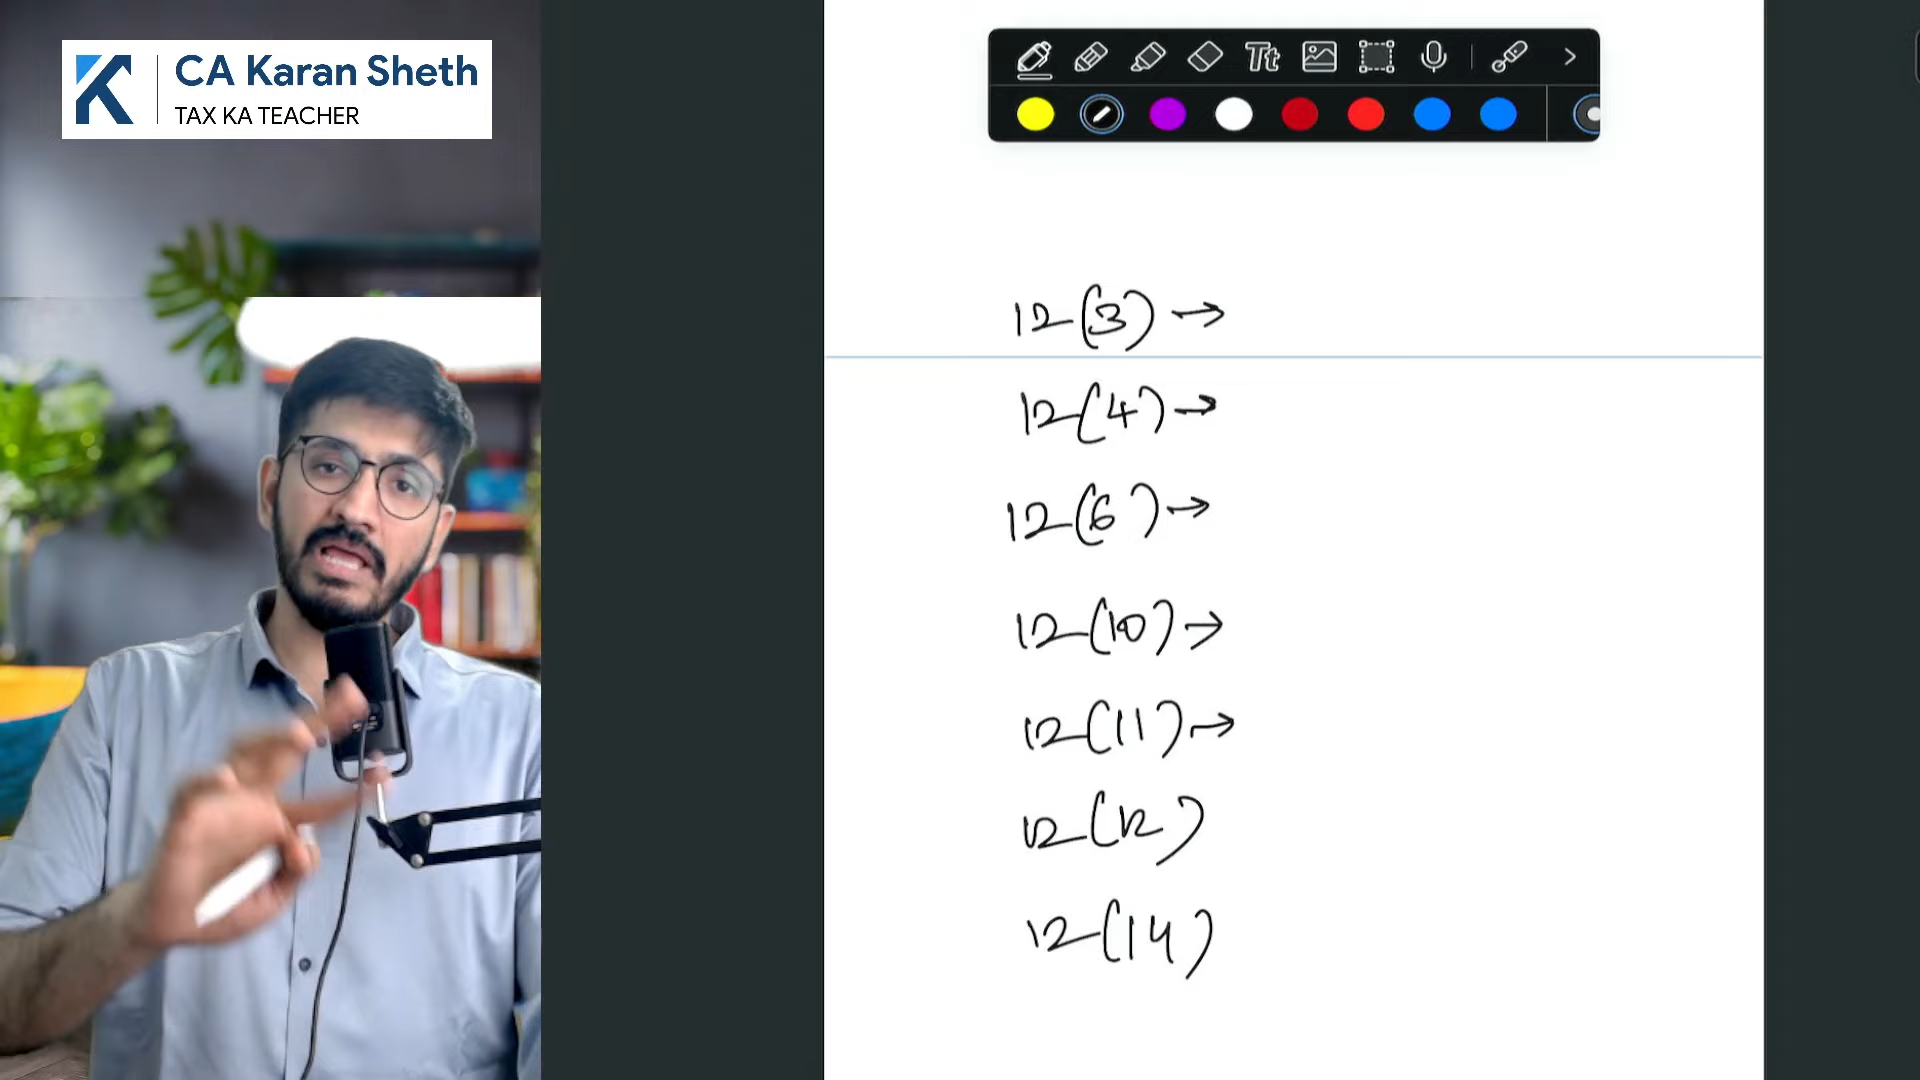 CA Karan Sheth
TAX KA TEACHER
Tt
12(3) →
12(4) →
12(6) →
12(10) →
12(11) →
12(12)
12(14)